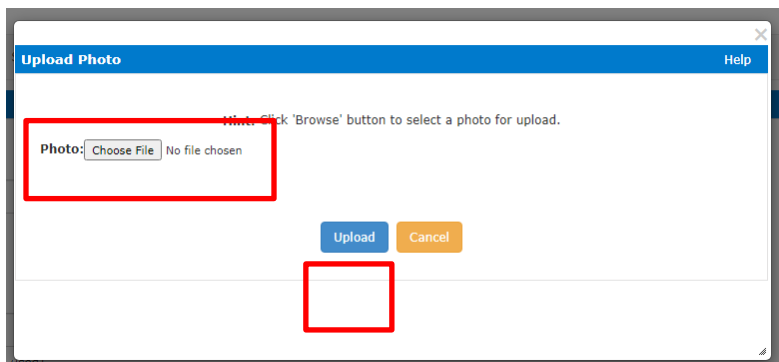 Upload Photo Help
Hint: Click 'Browse' button to select a photo for upload.
Photo: Choose File No file chosen
Upload Cancel